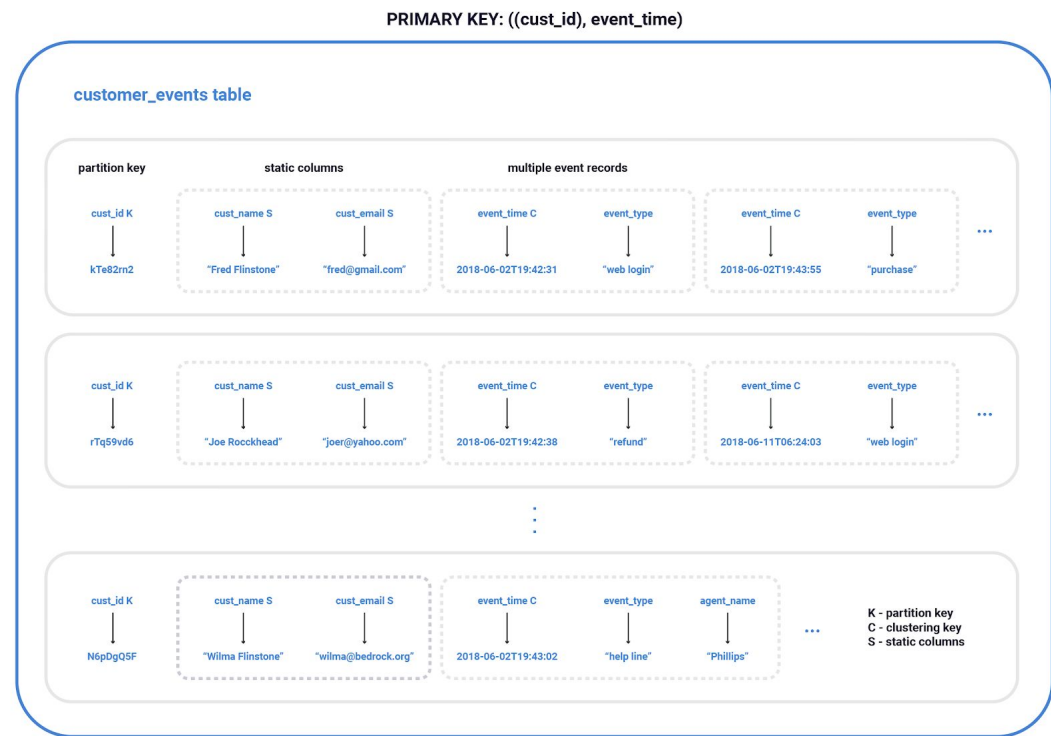 PRIMARY KEY: ((cust_id), event_time)
customer_events table
partition key static columns multiple event records
cust_id K cust_name S cust_email S event_time C event_type event_time C event_type
...
kTe82rn2 “Fred Flinstone” “fred@gmail.com” 2018-06-02T19:42:31 “web login” 2018-06-02T19:43:55 “purchase”
cust_id K cust_name S cust_email S event_time C event_type event_time C event_type
...
rTq59vd6 “Joe Rocckhead” “joer@yahoo.com” 2018-06-02T19:42:38 “refund” 2018-06-11T06:24:03 “web login”
cust_id K cust_name S cust_email S event_time C event_type agent_name
...
N6pDgQ5F “Wilma Flinstone” “wilma@bedrock.org” 2018-06-02T19:43:02 “help line” “Phillips”
K - partition key
C - clustering key
S - static columns